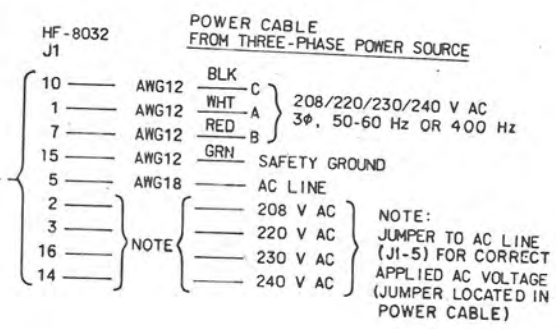 POWER CABLE
FROM THREE-PHASE POWER SOURCE
HF-8032
J1
10 AWG12 BLK C
1 AWG12 WHT A
7 AWG12 RED B
208/220/230/240 V AC
3ϕ, 50-60 Hz OR 400 Hz
15 AWG12 GRN SAFETY GROUND
5 AWG18 AC LINE
2 208 V AC
3 220 V AC
16 230 V AC
14 240 V AC
NOTE
NOTE:
JUMPER TO AC LINE
(J1-5) FOR CORRECT
APPLIED AC VOLTAGE
(JUMPER LOCATED IN
POWER CABLE)